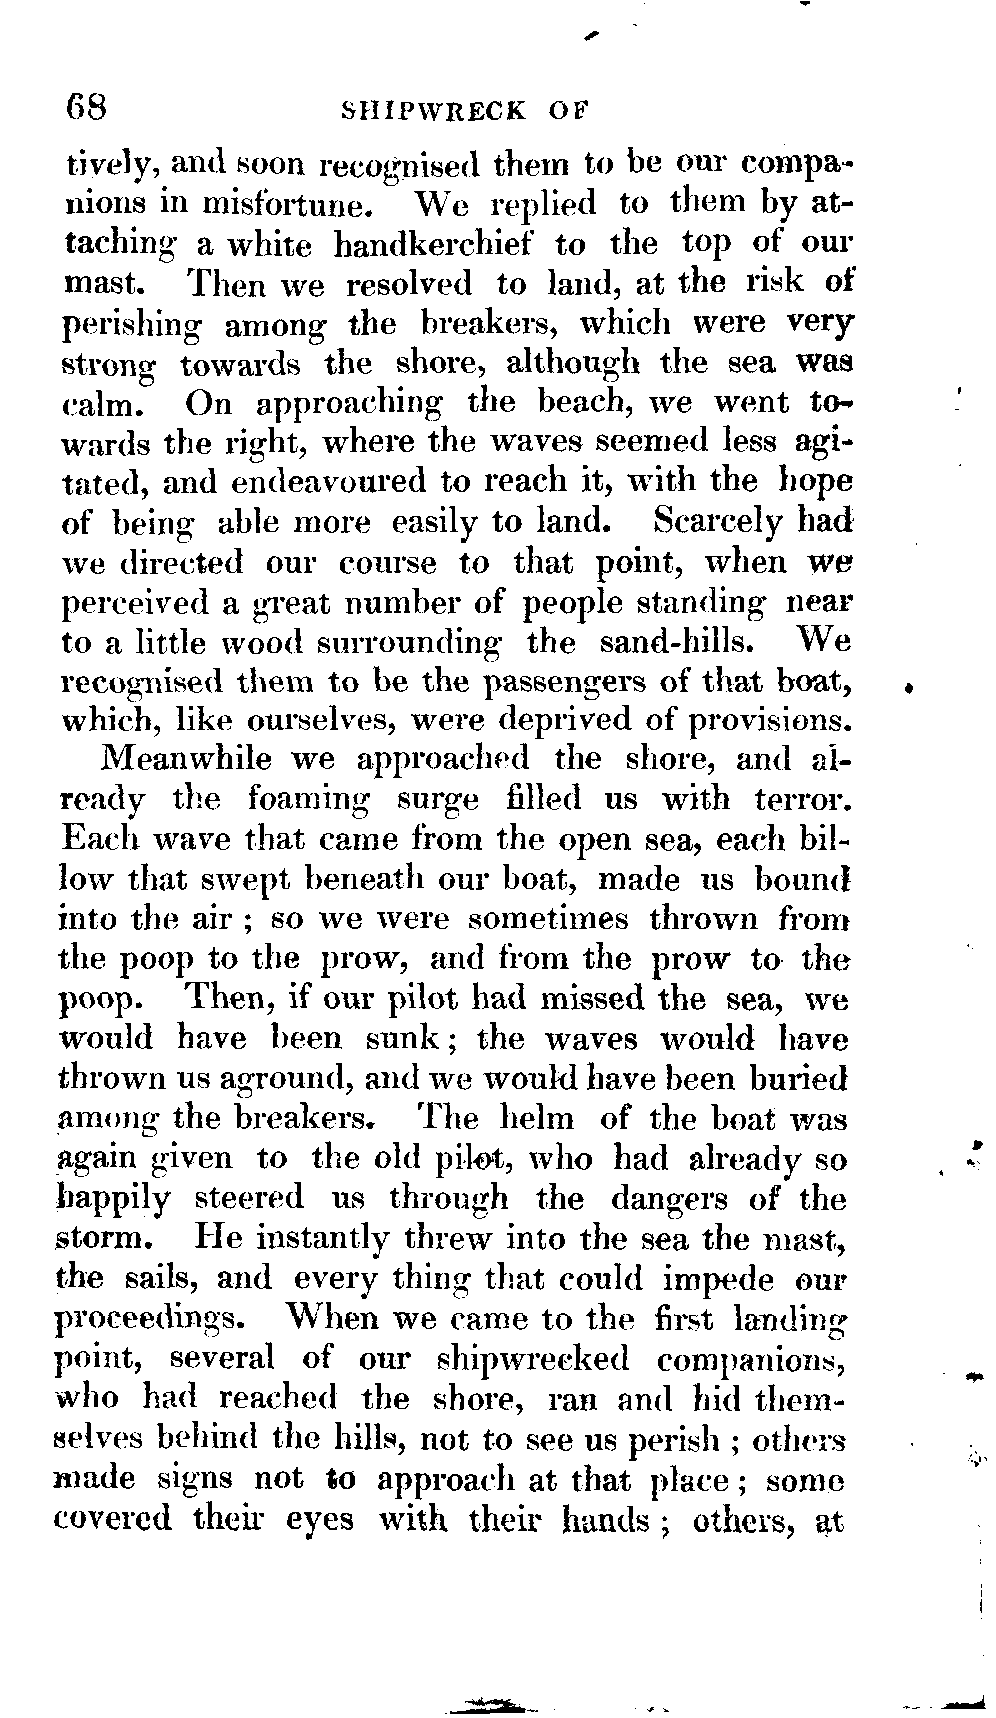 68 SHIPWRECK OF
tively, and soon recognised them to be our compa-
nions in misfortune. We replied to them by at-
taching a white handkerchief to the top of our
mast. Then we resolved to land, at the risk of
perishing among the breakers, which were very
strong towards the shore, although the sea was
calm. On approaching the beach, we went to-
wards the right, where the waves seemed less agi-
tated, and endeavoured to reach it, with the hope
of being able more easily to land. Scarcely had
we directed our course to that point, when we
perceived a great number of people standing near
to a little wood surrounding the sand-hills. We
recognised them to be the passengers of that boat,
which, like ourselves, were deprived of provisions.
Meanwhile we approached the shore, and al-
ready the foaming surge filled us with terror.
Each wave that came from the open sea, each bil-
low that swept beneath our boat, made us bound
into the air ; so we were sometimes thrown from
the poop to the prow, and from the prow to the
poop. Then, if our pilot had missed the sea, we
would have been sunk ; the waves would have
thrown us aground, and we would have been buried
among the breakers. The helm of the boat was
again given to the old pilot, who had already so
happily steered us through the dangers of the
storm. He instantly threw into the sea the mast,
the sails, and every thing that could impede our
proceedings. When we came to the first landing
point, several of our shipwrecked companions,
who had reached the shore, ran and hid them-
selves behind the hills, not to see us perish ; others
made signs not to approach at that place ; some
covered their eyes with their hands ; others, at